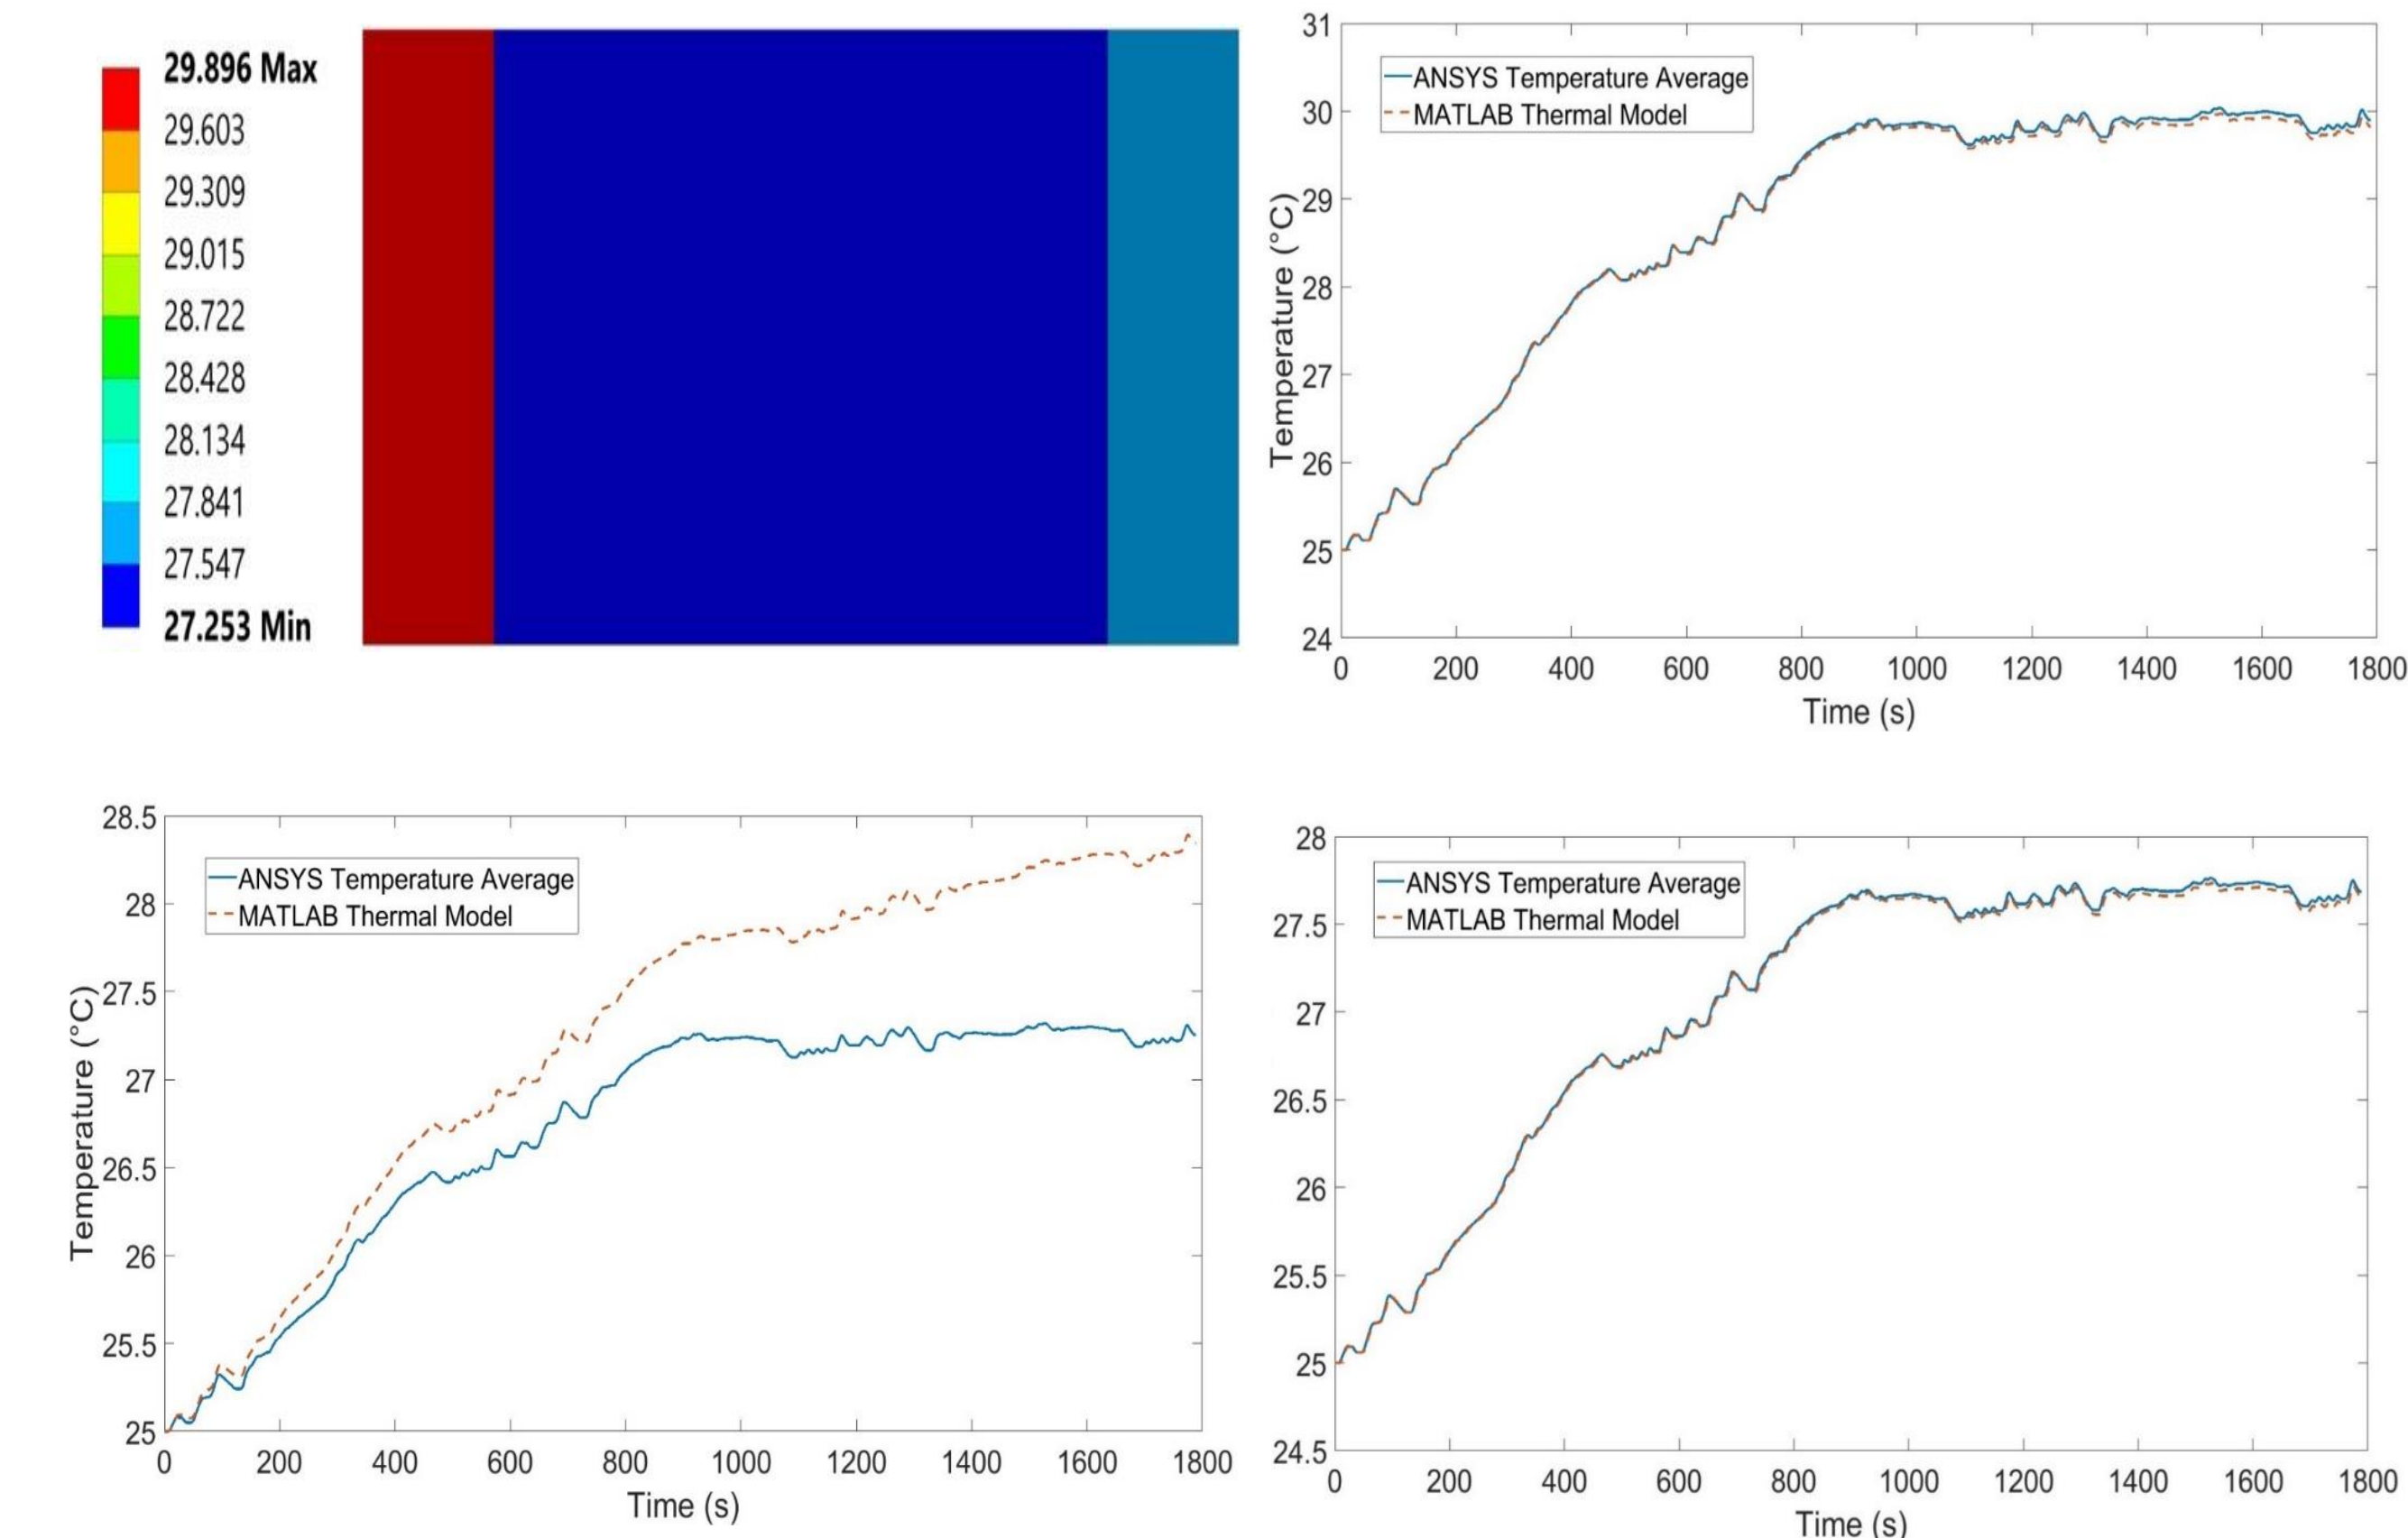 29.896 Max
29.603
29.309
29.015
28.722
28.428
28.134
27.841
27.547
27.253 Min
31
30
29
28
27
26
25
24
Temperature (°C)
ANSYS Temperature Average
MATLAB Thermal Model
0 200 400 600 800 1000 1200 1400 1600 1800
Time (s)
28.5
28
27.5
27
26.5
26
25.5
25
Temperature (°C)
ANSYS Temperature Average
MATLAB Thermal Model
0 200 400 600 800 1000 1200 1400 1600 1800
Time (s)
28
27.5
27
26.5
26
25.5
25
24.5
ANSYS Temperature Average
MATLAB Thermal Model
0 200 400 600 800 1000 1200 1400 1600 1800
Time (s)